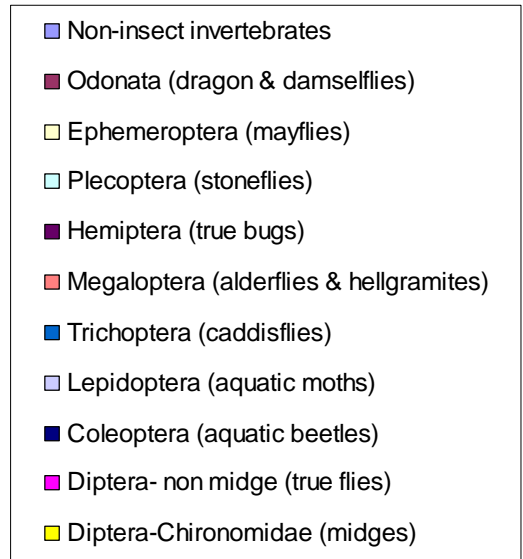 Non-insect invertebrates
Odonata (dragon & damselflies)
Ephemeroptera (mayflies)
Plecoptera (stoneflies)
Hemiptera (true bugs)
Megaloptera (alderflies & hellgramites)
Trichoptera (caddisflies)
Lepidoptera (aquatic moths)
Coleoptera (aquatic beetles)
Diptera- non midge (true flies)
Diptera-Chironomidae (midges)